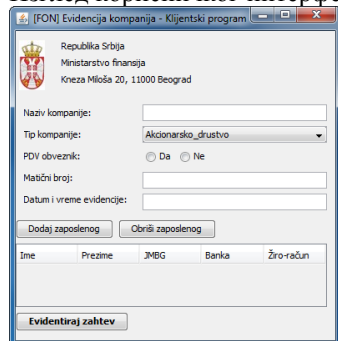 [FON] Evidencija kompanija - Klijentski program
Republika Srbija
Ministarstvo finansija
Kneza Miloša 20, 11000 Beograd
Naziv kompanije:
Tip kompanije: Akcionarsko_drustvo
PDV obveznik: Da Ne
Matični broj:
Datum i vreme evidencije:
Dodaj zaposlenog Obriši zaposlenog
Ime Prezime JMBG Banka Žiro-račun
Evidentiraj zahtev